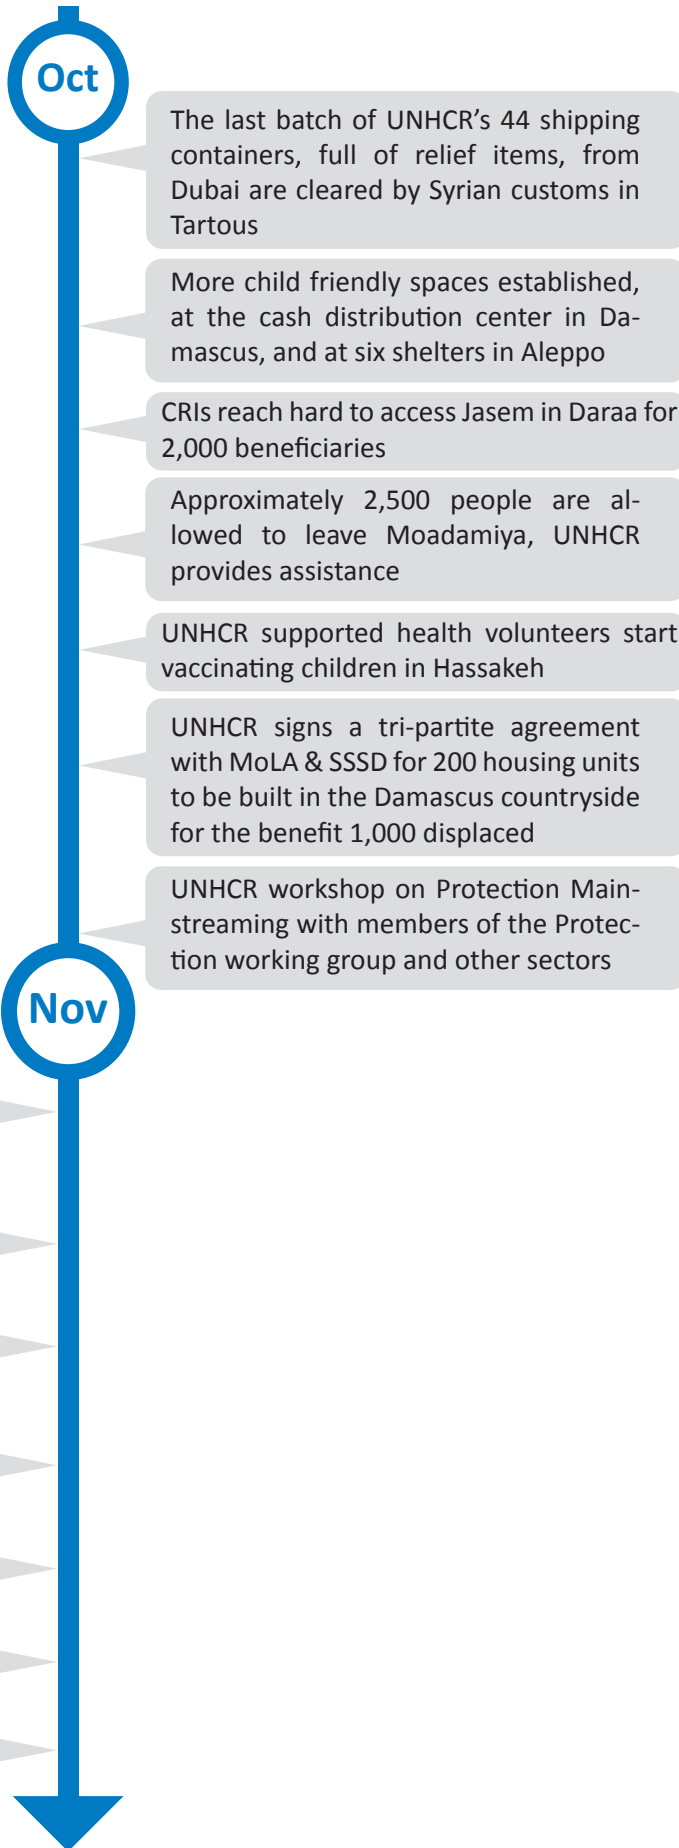 Oct
The last batch of UNHCR’s 44 shipping
containers, full of relief items, from
Dubai are cleared by Syrian customs in
Tartous
More child friendly spaces established,
at the cash distribution center in Da-
mascus, and at six shelters in Aleppo
CRIs reach hard to access Jasem in Daraa for
2,000 beneficiaries
Approximately 2,500 people are al-
lowed to leave Moadamiya, UNHCR
provides assistance
UNHCR supported health volunteers start
vaccinating children in Hassakeh
UNHCR signs a tri-partite agreement
with MoLA & SSSD for 200 housing units
to be built in the Damascus countryside
for the benefit 1,000 displaced
UNHCR workshop on Protection Main-
streaming with members of the Protec-
tion working group and other sectors
Nov